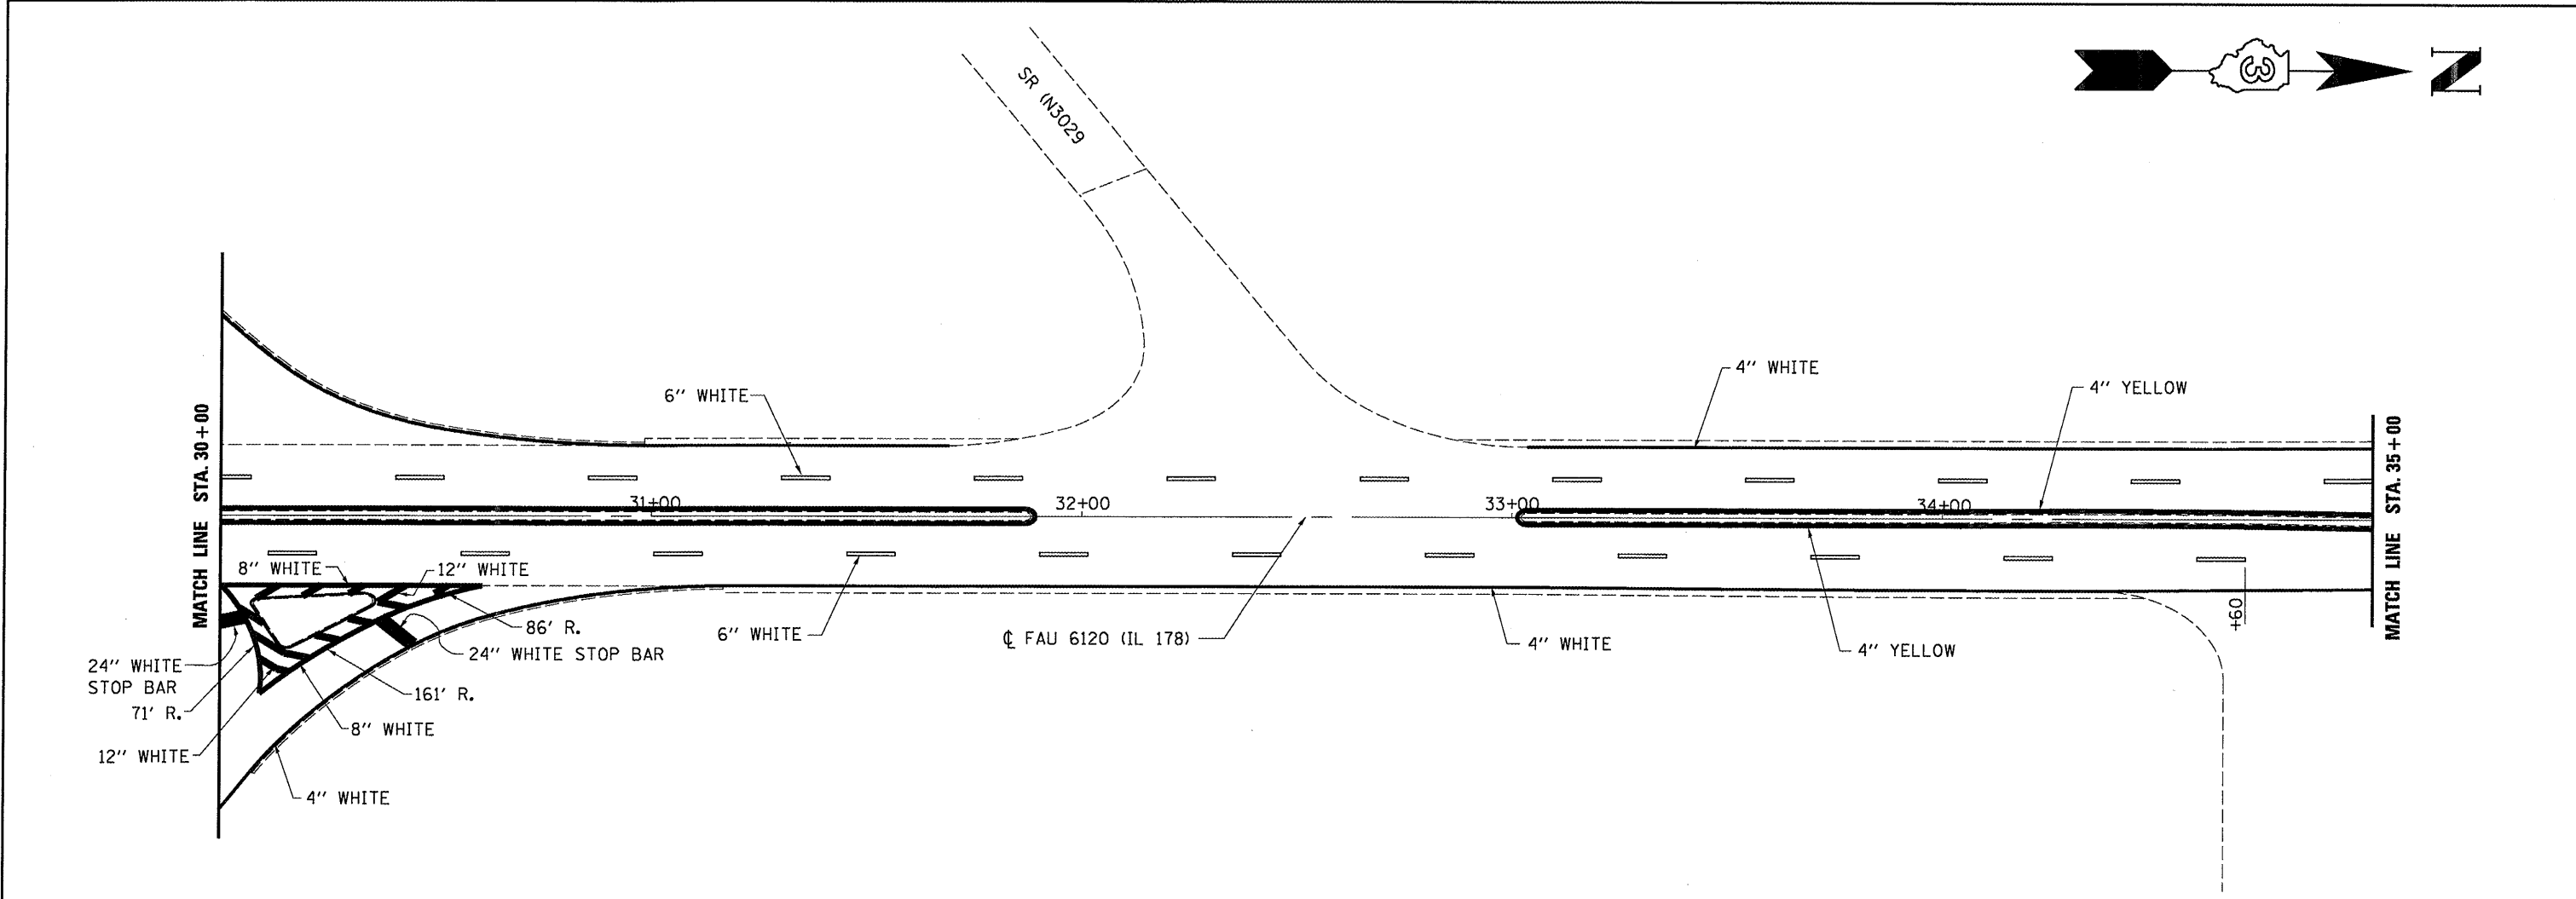 SR (N3029
3
N
4'' WHITE
4'' YELLOW
6'' WHITE
MATCH LINE STA. 30+00
31+00
32+00
33+00
34+00
MATCH LINE STA. 35+00
8'' WHITE
12'' WHITE
86' R.
24'' WHITE STOP BAR
6'' WHITE
℄ FAU 6120 (IL 178)
4'' WHITE
4'' YELLOW
+60
24'' WHITE
STOP BAR
71' R.
161' R.
8'' WHITE
12'' WHITE
4'' WHITE